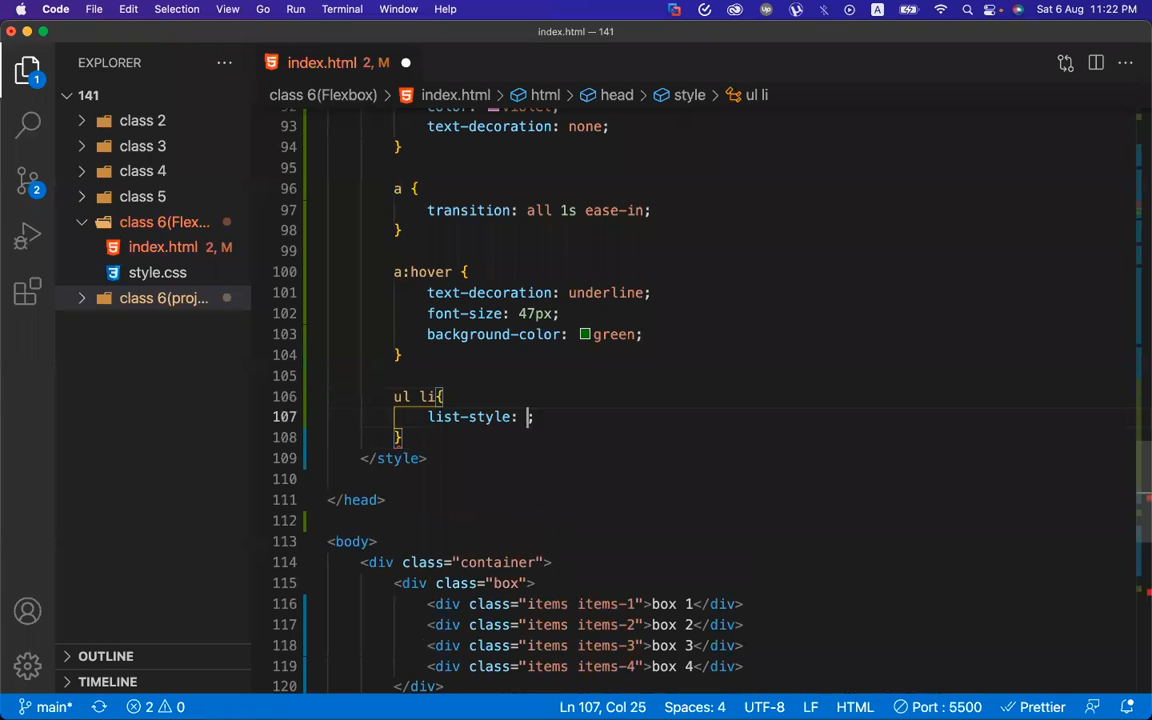 Code File Edit Selection View Go Run Terminal Window Help Up A Sat 6 Aug 11:22 PM
index.html — 141
EXPLORER ··· index.html 2, M
1
141
class 6(Flexbox) > index.html > html > head > style > ul li
class 2
class 3
class 4
class 5
class 6(Flex...
index.html 2, M
style.css
class 6(proj...
2
violet;
93 text-decoration: none;
94 }
95
96 a {
97 transition: all 1s ease-in;
98 }
99
100 a:hover {
101 text-decoration: underline;
102 font-size: 47px;
103 background-color: green;
104 }
105
106 ul li{
107 list-style: ;
108 }
109 </style>
110
111 </head>
112
113 <body>
114 <div class="container">
115 <div class="box">
116 <div class="items items-1">box 1</div>
117 <div class="items items-2">box 2</div>
118 <div class="items items-3">box 3</div>
119 <div class="items items-4">box 4</div>
120 </div>
OUTLINE
TIMELINE
main* 2 0 Ln 107, Col 25 Spaces: 4 UTF-8 LF HTML Port : 5500 Prettier